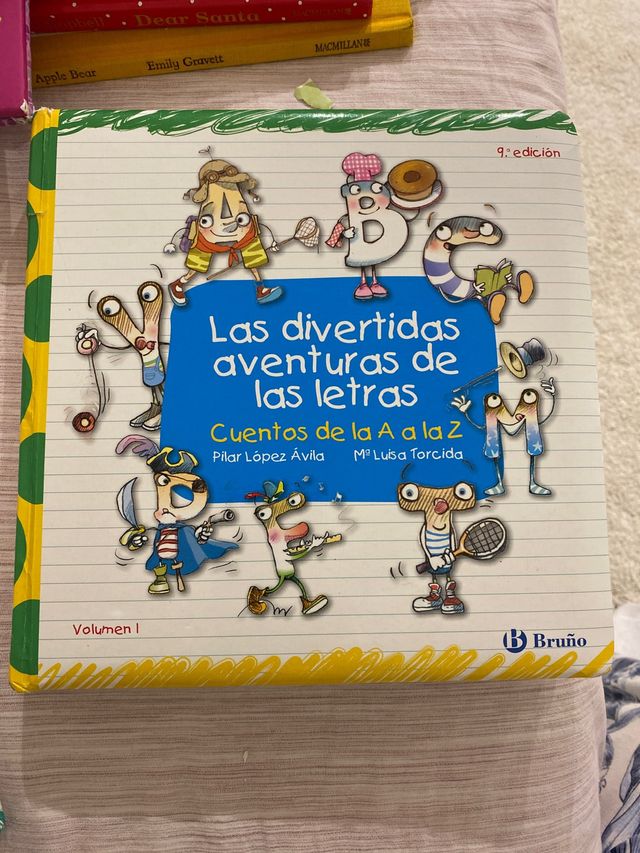 Dear Santa
Apple Bear Emily Gravett MACMILLAN
9.ª edición
A B C
Las divertidas
aventuras de
las letras
Cuentos de la A a la Z
Pilar López Ávila Mª Luisa Torcida
Y
M
P F T
Volumen 1
Bruño